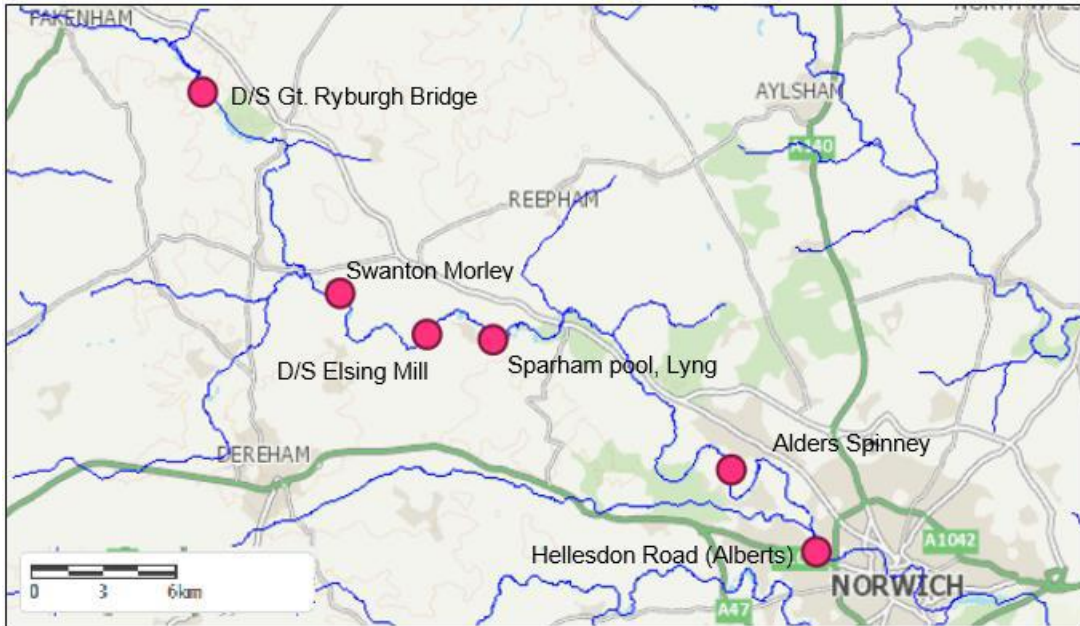 FAKENHAM
D/S Gt. Ryburgh Bridge
AYLSHAM
A140
REEPHAM
Swanton Morley
D/S Elsing Mill
Sparham pool, Lyng
DEREHAM
Alders Spinney
Hellesdon Road (Alberts)
A1042
NORWICH
A47
0 3 6km